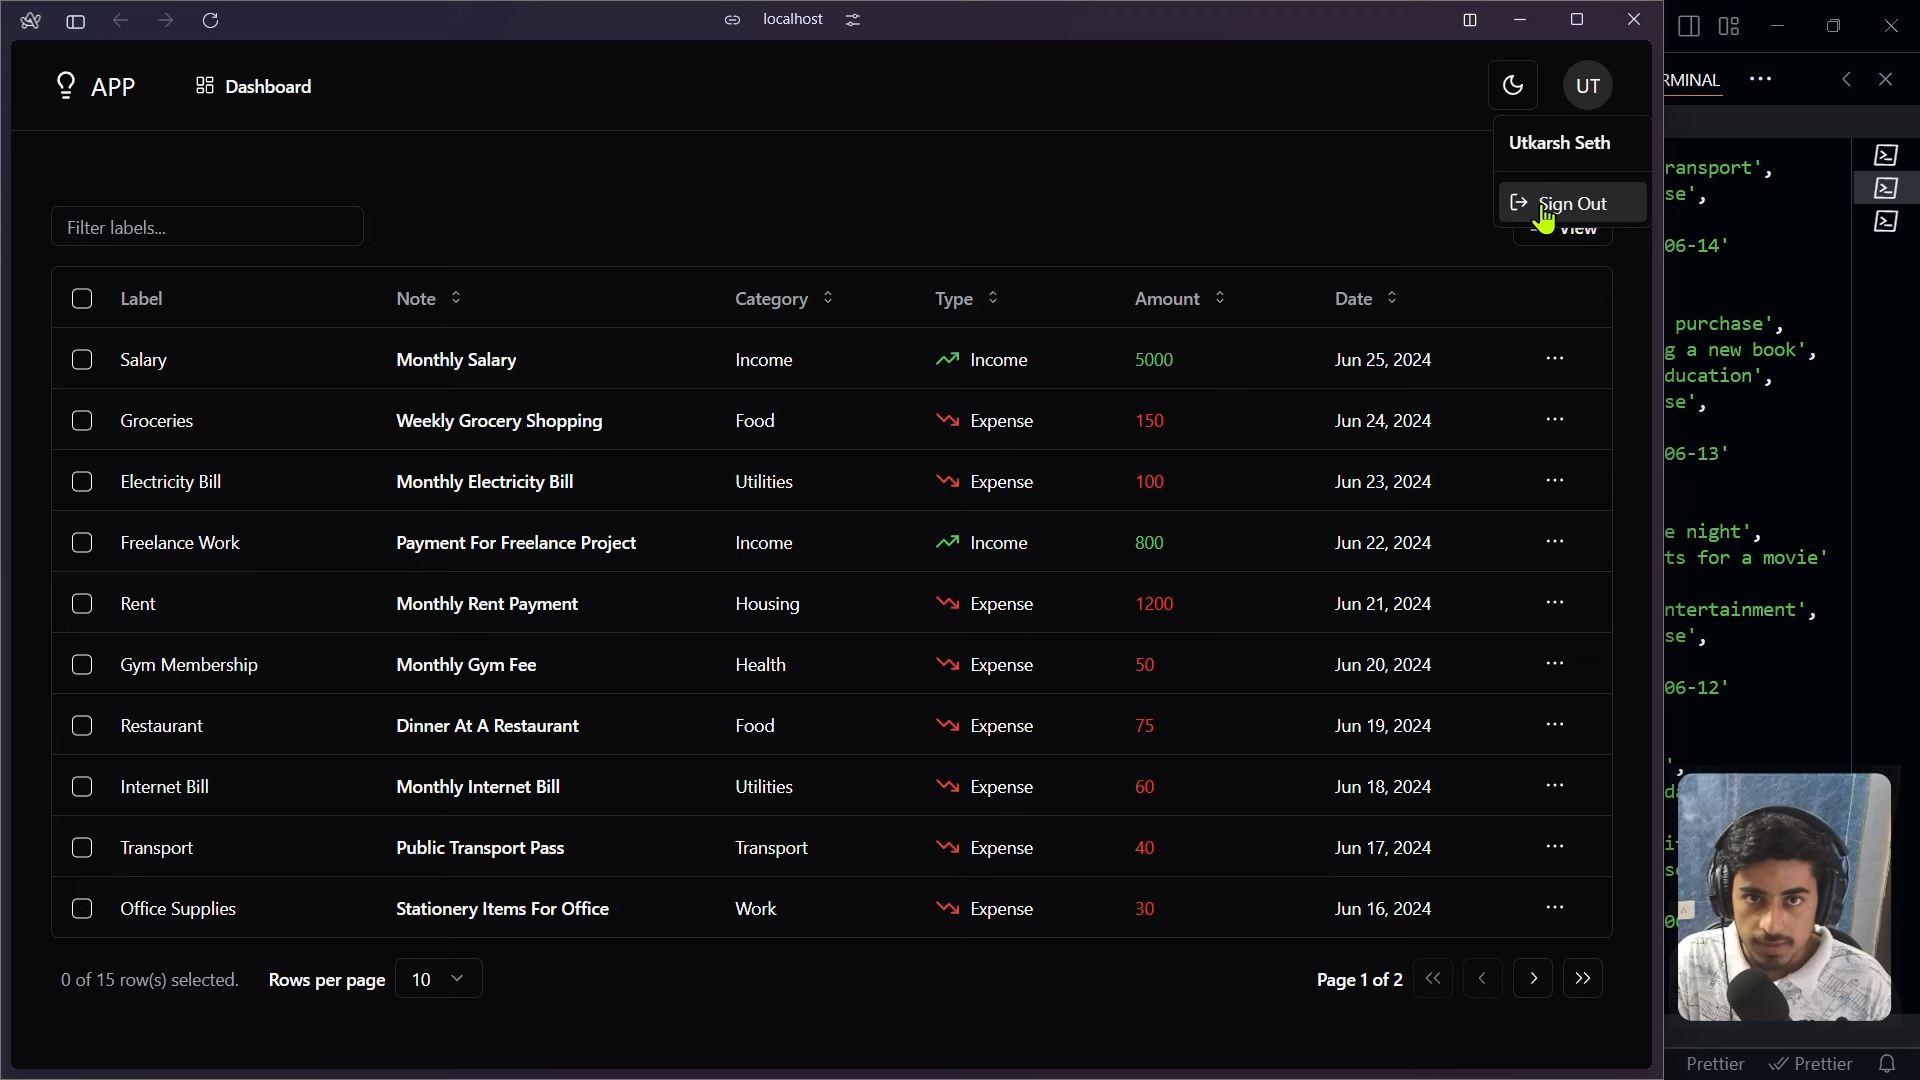 localhost
APP
Dashboard
UT
Utkarsh Seth
Sign Out
Filter labels...
View
Label Note Category Type Amount Date
Salary Monthly Salary Income Income 5000 Jun 25, 2024 ...
Groceries Weekly Grocery Shopping Food Expense 150 Jun 24, 2024 ...
Electricity Bill Monthly Electricity Bill Utilities Expense 100 Jun 23, 2024 ...
Freelance Work Payment For Freelance Project Income Income 800 Jun 22, 2024 ...
Rent Monthly Rent Payment Housing Expense 1200 Jun 21, 2024 ...
Gym Membership Monthly Gym Fee Health Expense 50 Jun 20, 2024 ...
Restaurant Dinner At A Restaurant Food Expense 75 Jun 19, 2024 ...
Internet Bill Monthly Internet Bill Utilities Expense 60 Jun 18, 2024 ...
Transport Public Transport Pass Transport Expense 40 Jun 17, 2024 ...
Office Supplies Stationery Items For Office Work Expense 30 Jun 16, 2024 ...
0 of 15 row(s) selected. Rows per page 10
Page 1 of 2
RMINAL ...
ransport',
se',
06-14'
purchase',
g a new book',
ducation',
se',
06-13'
e night',
ts for a movie'
ntertainment',
se',
06-12'
',
Prettier
Prettier